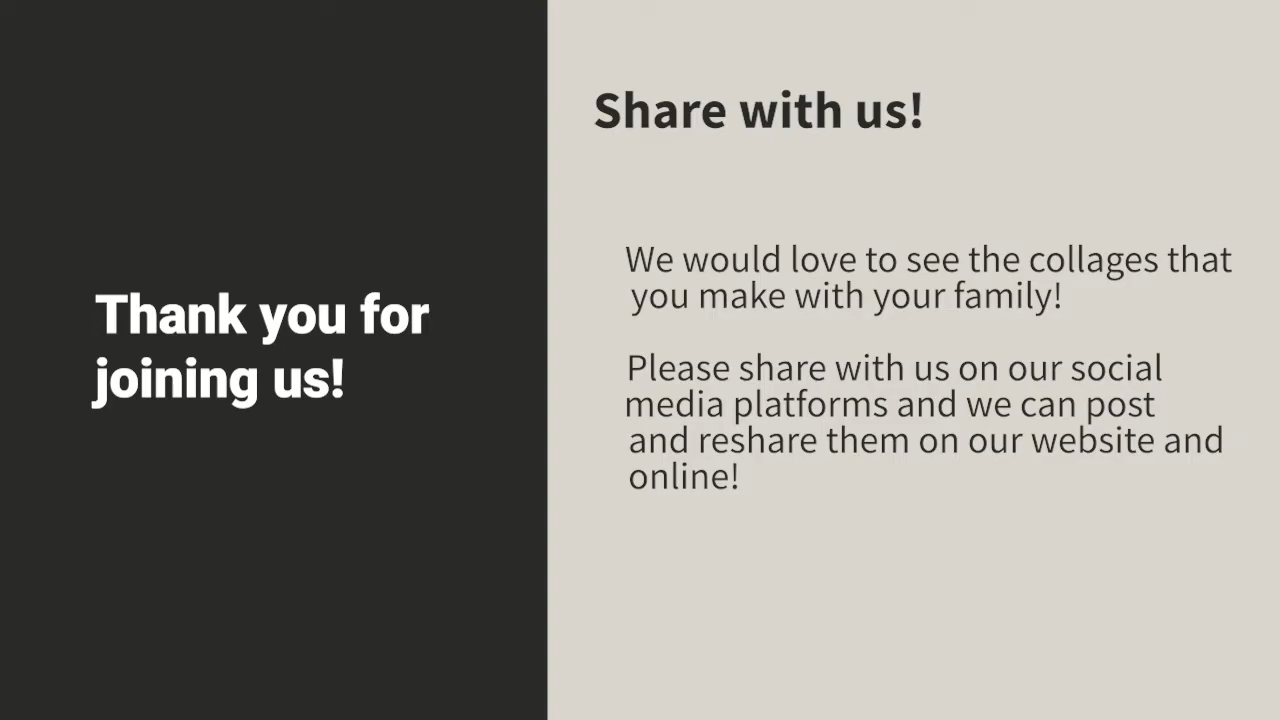 Thank you for
joining us!
Share with us!
We would love to see the collages that
you make with your family!
Please share with us on our social
media platforms and we can post
and reshare them on our website and
online!